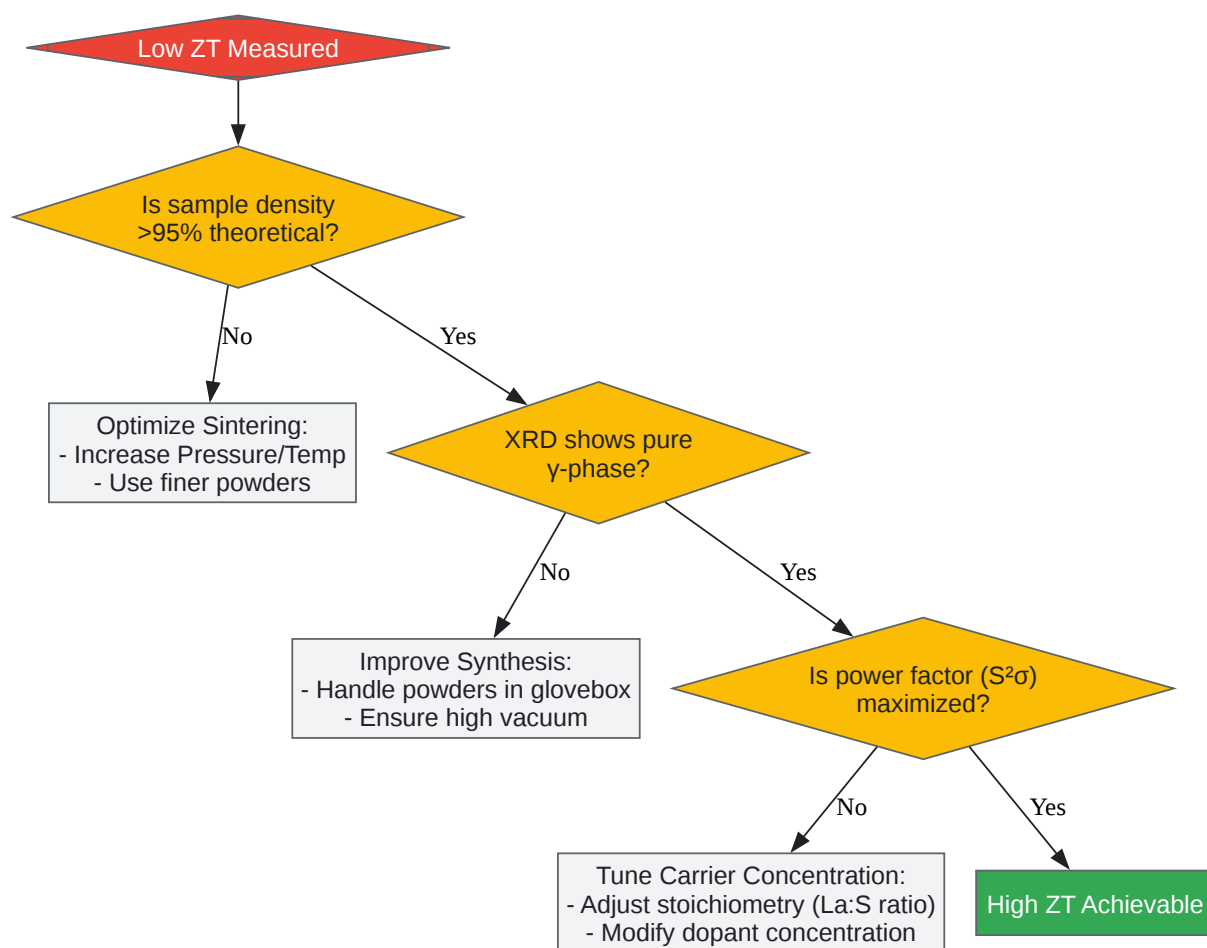 Low ZT Measured
Is sample density
>95% theoretical?
No
Yes
Optimize Sintering:
- Increase Pressure/Temp
- Use finer powders
XRD shows pure
γ-phase?
No
Yes
Improve Synthesis:
- Handle powders in glovebox
- Ensure high vacuum
Is power factor (S²σ)
maximized?
No
Yes
Tune Carrier Concentration:
- Adjust stoichiometry (La:S ratio)
- Modify dopant concentration
High ZT Achievable